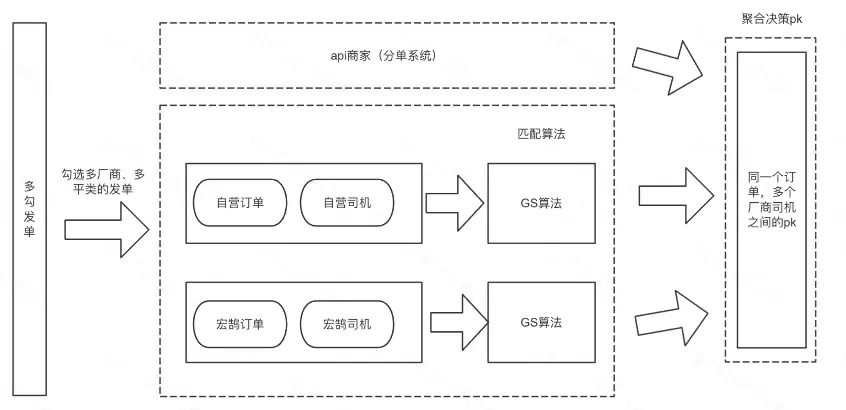 聚合决策pk
api商家（分单系统）
匹配算法
勾选多厂商、多
平类的发单
多
勾
发
单
自营订单
自营司机
GS算法
同一个订
单，多个
厂商司机
之间的pk
宏鹄订单
宏鹄司机
GS算法